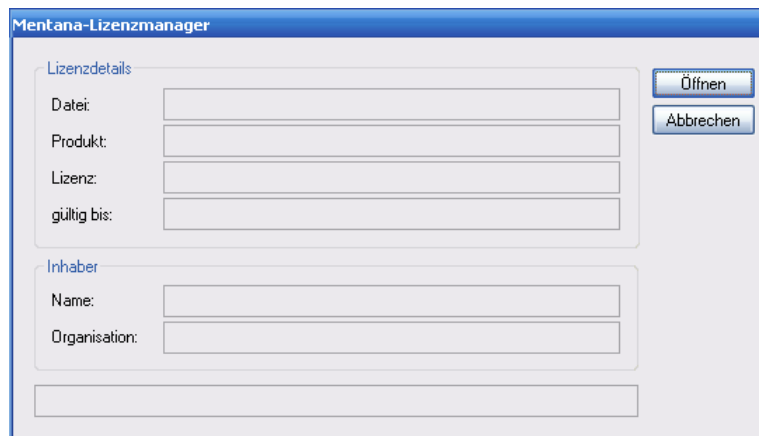 Mentana-Lizenzmanager
Lizenzdetails
Datei:
Produkt:
Lizenz:
gültig bis:
Inhaber
Name:
Organisation:
Öffnen
Abbrechen